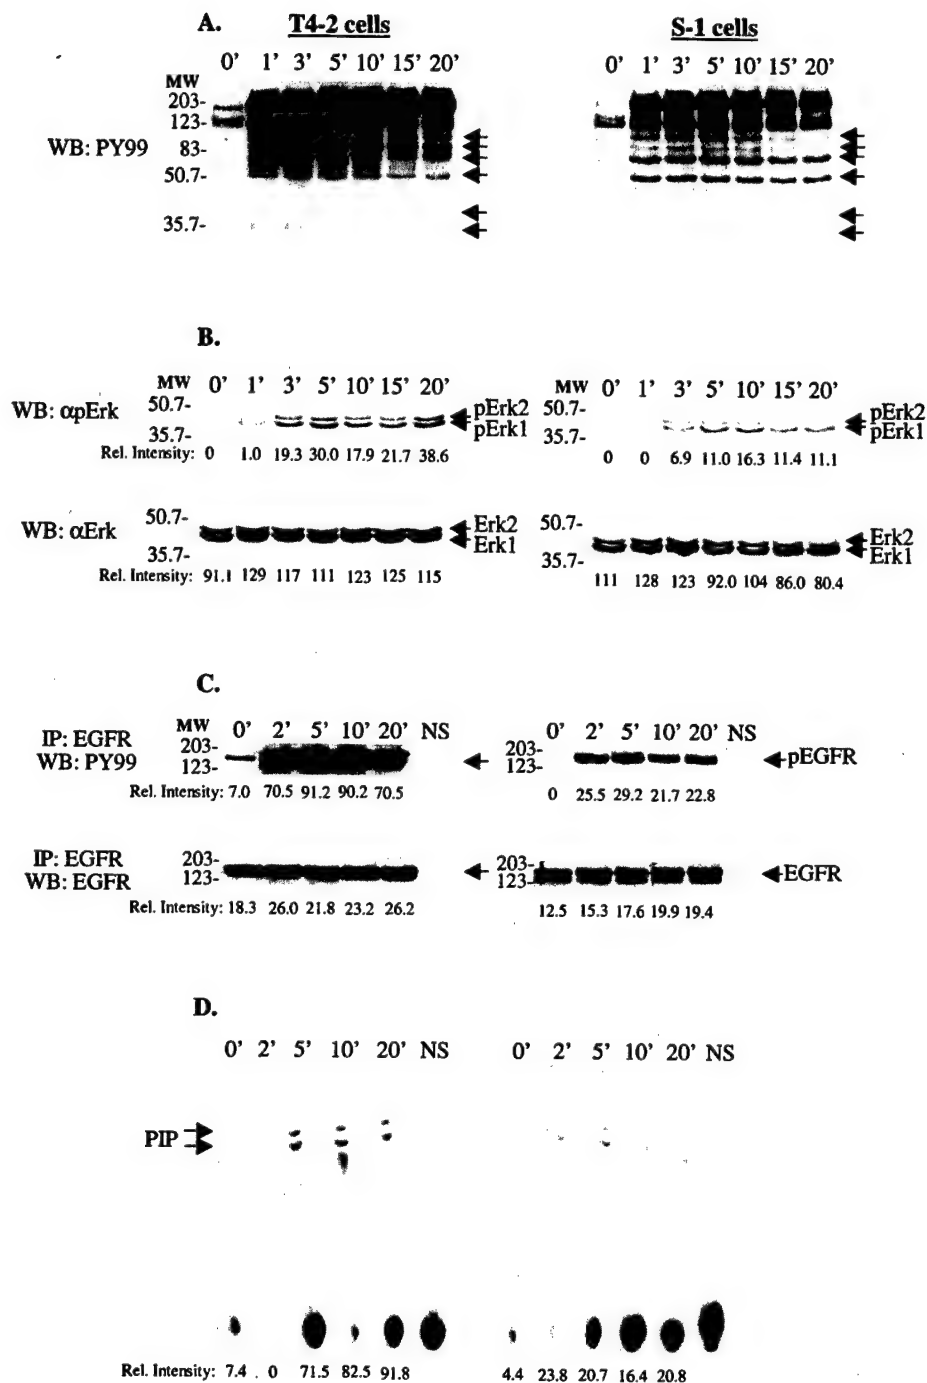 A. T4-2 cells S-1 cells
0' 1' 3' 5' 10' 15' 20' 0' 1' 3' 5' 10' 15' 20'
MW
203-
123-
WB: PY99 83-
50.7-
35.7-
B.
MW 0' 1' 3' 5' 10' 15' 20' MW 0' 1' 3' 5' 10' 15' 20'
WB: αpErk 50.7- pErk2 50.7- pErk2
35.7- pErk1 35.7- pErk1
Rel. Intensity: 0 1.0 19.3 30.0 17.9 21.7 38.6 0 0 6.9 11.0 16.3 11.4 11.1
WB: αErk 50.7- Erk2 50.7- Erk2
35.7- Erk1 35.7- Erk1
Rel. Intensity: 91.1 129 117 111 123 125 115 111 128 123 92.0 104 86.0 80.4
C.
MW 0' 2' 5' 10' 20' NS 0' 2' 5' 10' 20' NS
IP: EGFR 203- 203-
WB: PY99 123- 123- pEGFR
Rel. Intensity: 7.0 70.5 91.2 90.2 70.5 0 25.5 29.2 21.7 22.8
IP: EGFR 203- 203-
WB: EGFR 123- 123- EGFR
Rel. Intensity: 18.3 26.0 21.8 23.2 26.2 12.5 15.3 17.6 19.9 19.4
D.
0' 2' 5' 10' 20' NS 0' 2' 5' 10' 20' NS
PIP
Rel. Intensity: 7.4 0 71.5 82.5 91.8 4.4 23.8 20.7 16.4 20.8